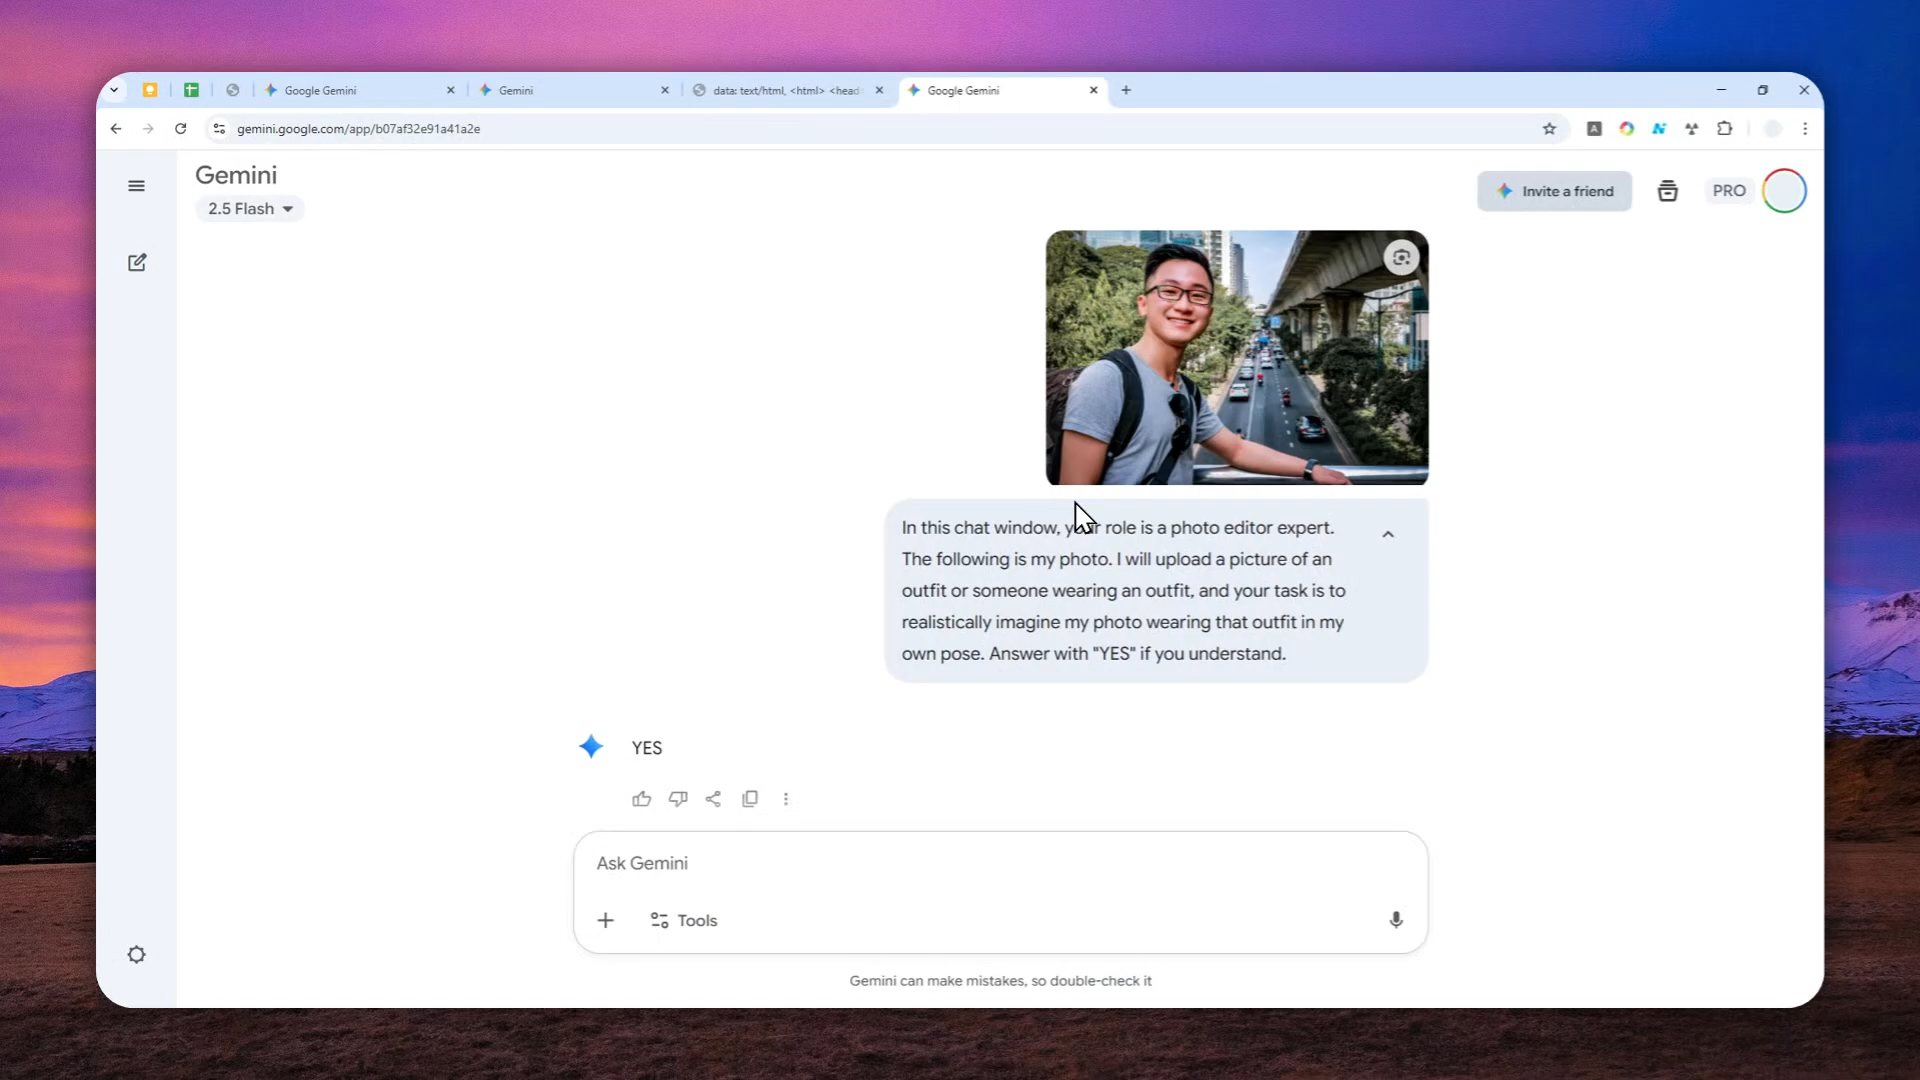 Google Gemini
Gemini
data: text/html, <html> <head
Google Gemini
gemini.google.com/app/b07af32e91a41a2e
Gemini
2.5 Flash
Invite a friend
PRO
In this chat window, your role is a photo editor expert.
The following is my photo. I will upload a picture of an
outfit or someone wearing an outfit, and your task is to
realistically imagine my photo wearing that outfit in my
own pose. Answer with "YES" if you understand.
YES
Ask Gemini
Tools
Gemini can make mistakes, so double-check it